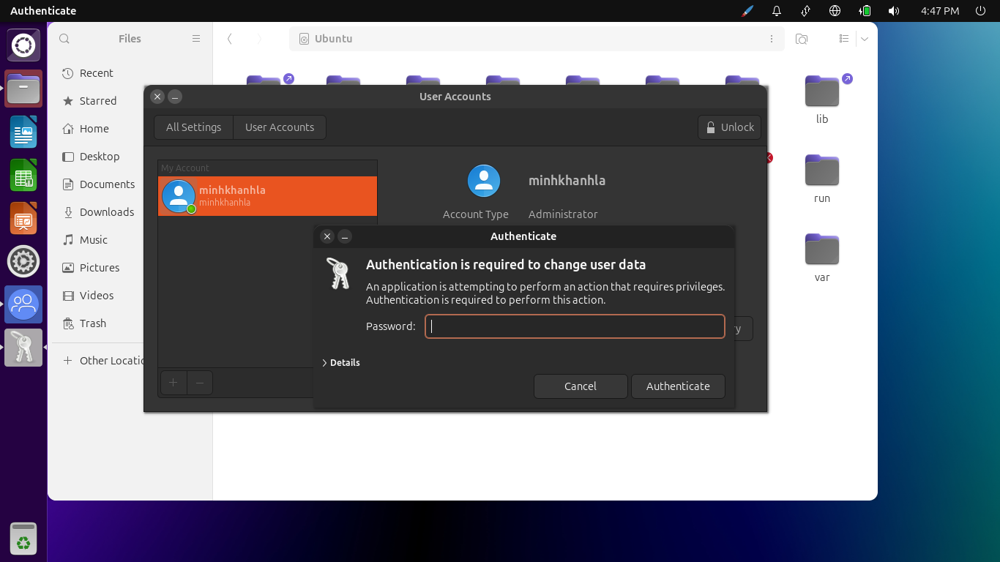 Authenticate
4:47 PM
Files
Ubuntu
Recent
Starred
Home
Desktop
Documents
Downloads
Music
Pictures
Videos
Trash
Other Locatio
lib
run
var
User Accounts
All Settings
User Accounts
Unlock
My Account
minhkhanhla
minhkhanhla
minhkhanhla
Account Type
Administrator
ry
Authenticate
Authentication is required to change user data
An application is attempting to perform an action that requires privileges.
Authentication is required to perform this action.
Password:
Details
Cancel
Authenticate